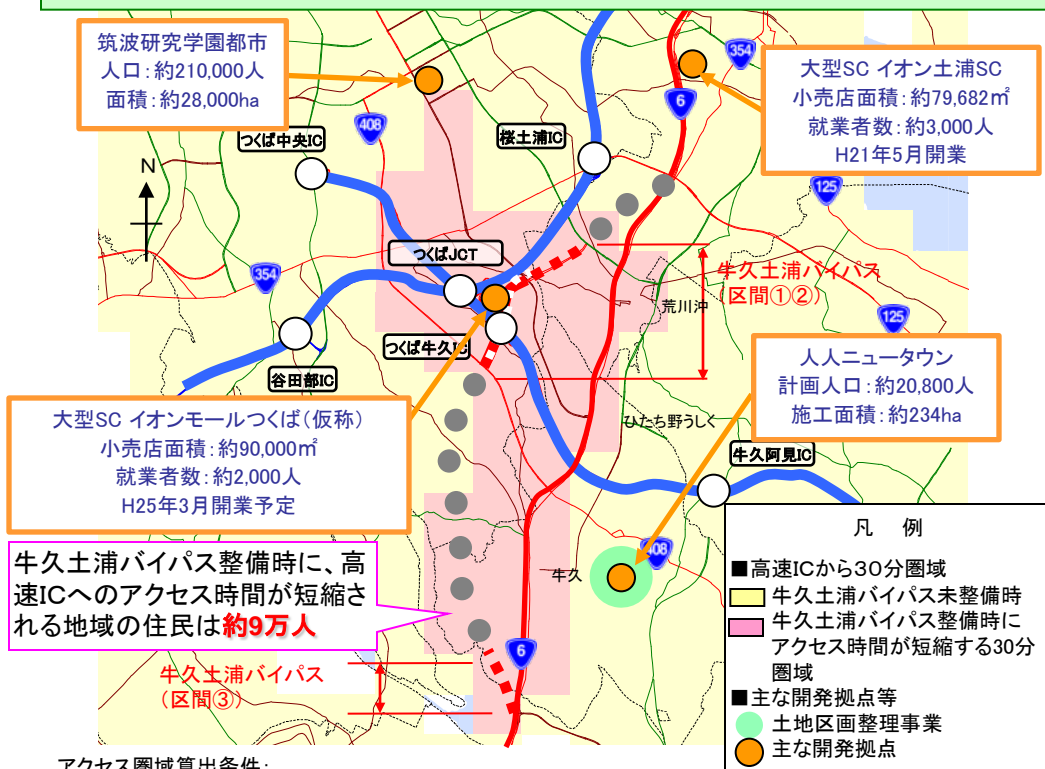 筑波研究学園都市
人口：約210,000人
面積：約28,000ha
354
大型SC イオン土浦SC
小売店面積：約79,682㎡
就業者数：約3,000人
H21年5月開業
6
408
つくば中央IC
桜土浦IC
N
125
つくばJCT
牛久土浦バイパス
（区間①②）
354
荒川沖
125
つくば牛久IC
谷田部IC
人人ニュータウン
計画人口：約20,800人
施工面積：約234ha
大型SC イオンモールつくば（仮称）
小売店面積：約90,000㎡
就業者数：約2,000人
H25年3月開業予定
ひたち野うしく
牛久阿見IC
牛久土浦バイパス整備時に、高
速ICへのアクセス時間が短縮さ
れる地域の住民は約9万人
牛久
408
6
牛久土浦バイパス
（区間③）
凡　例
■高速ICから30分圏域
牛久土浦バイパス未整備時
牛久土浦バイパス整備時に
アクセス時間が短縮する30分
圏域
■主な開発拠点等
土地区画整理事業
主な開発拠点
アクセス圏域算出条件：